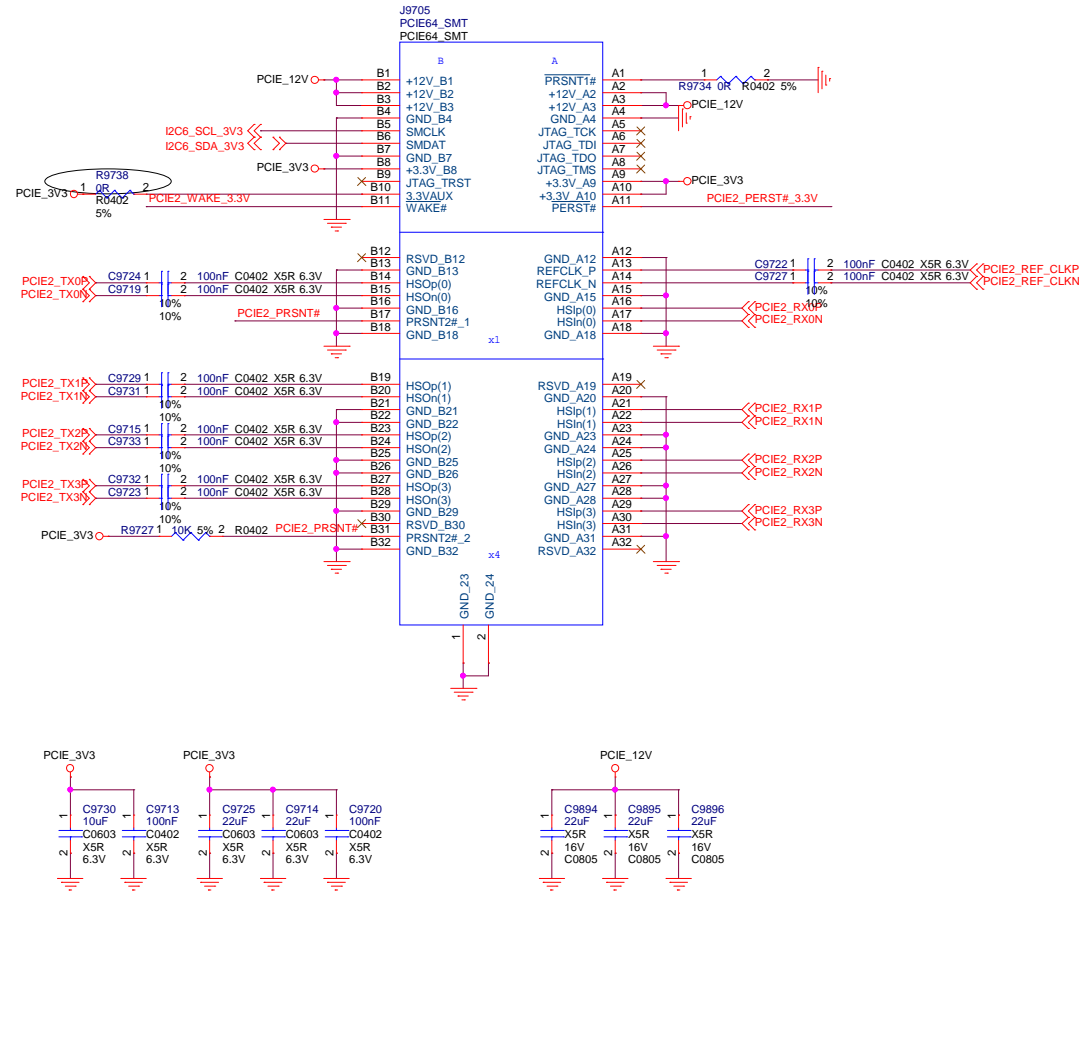 J9705
PCIE64_SMT
PCIE64_SMT
B
A
PCIE_12V
B1 +12V_B1
B2 +12V_B2
B3 +12V_B3
B4 GND_B4
I2C6_SCL_3V3 B5 SMCLK
I2C6_SDA_3V3 B6 SMDAT
B7 GND_B7
PCIE_3V3 B8 +3.3V_B8
B9 JTAG_TRST
R9738
PCIE_3V3 1 0R 2 B10 3.3VAUX
R0402
5%
PCIE2_WAKE_3.3V B11 WAKE#
PRSNT1# A1 1 2
R9734 0R R0402 5%
+12V_A2 A2
+12V_A3 A3 PCIE_12V
GND_A4 A4
JTAG_TCK A5
JTAG_TDI A6
JTAG_TDO A7
JTAG_TMS A8
+3.3V_A9 A9 PCIE_3V3
+3.3V_A10 A10
PERST# A11 PCIE2_PERST#_3.3V
B12 RSVD_B12
B13 GND_B13
PCIE2_TX0P C9724 1 2 100nF C0402 X5R 6.3V B14 HSOp(0)
PCIE2_TX0N C9719 1 2 100nF C0402 X5R 6.3V B15 HSOn(0)
10%
10%
B16 GND_B16
PCIE2_PRSNT# B17 PRSNT2#_1
B18 GND_B18
x1
GND_A12 A12
REFCLK_P A13 C9722 1 2 100nF C0402 X5R 6.3V PCIE2_REF_CLKP
REFCLK_N A14 C9727 1 2 100nF C0402 X5R 6.3V PCIE2_REF_CLKN
10%
10%
GND_A15 A15
HSIp(0) A16 PCIE2_RX0P
HSIn(0) A17 PCIE2_RX0N
GND_A18 A18
PCIE2_TX1P C9729 1 2 100nF C0402 X5R 6.3V B19 HSOp(1)
PCIE2_TX1N C9731 1 2 100nF C0402 X5R 6.3V B20 HSOn(1)
10%
10%
B21 GND_B21
B22 GND_B22
PCIE2_TX2P C9715 1 2 100nF C0402 X5R 6.3V B23 HSOp(2)
PCIE2_TX2N C9733 1 2 100nF C0402 X5R 6.3V B24 HSOn(2)
10%
10%
B25 GND_B25
B26 GND_B26
PCIE2_TX3P C9732 1 2 100nF C0402 X5R 6.3V B27 HSOp(3)
PCIE2_TX3N C9723 1 2 100nF C0402 X5R 6.3V B28 HSOn(3)
10%
10%
B29 GND_B29
B30 RSVD_B30
PCIE_3V3 R9727 1 10K 5% 2 R0402 PCIE2_PRSNT# B31 PRSNT2#_2
B32 GND_B32
x4
RSVD_A19 A19
GND_A20 A20
HSIp(1) A21 PCIE2_RX1P
HSIn(1) A22 PCIE2_RX1N
GND_A23 A23
GND_A24 A24
HSIp(2) A25 PCIE2_RX2P
HSIn(2) A26 PCIE2_RX2N
GND_A27 A27
GND_A28 A28
HSIp(3) A29 PCIE2_RX3P
HSIn(3) A30 PCIE2_RX3N
GND_A31 A31
RSVD_A32 A32
GND_23
GND_24
1
2
PCIE_3V3
1
2
C9730
10uF
C0603
X5R
6.3V
1
2
C9713
100nF
C0402
X5R
6.3V
PCIE_3V3
1
2
C9725
22uF
C0603
X5R
6.3V
1
2
C9714
22uF
C0603
X5R
6.3V
1
2
C9720
100nF
C0402
X5R
6.3V
PCIE_12V
1
2
C9894
22uF
X5R
16V
C0805
1
2
C9895
22uF
X5R
16V
C0805
1
2
C9896
22uF
X5R
16V
C0805